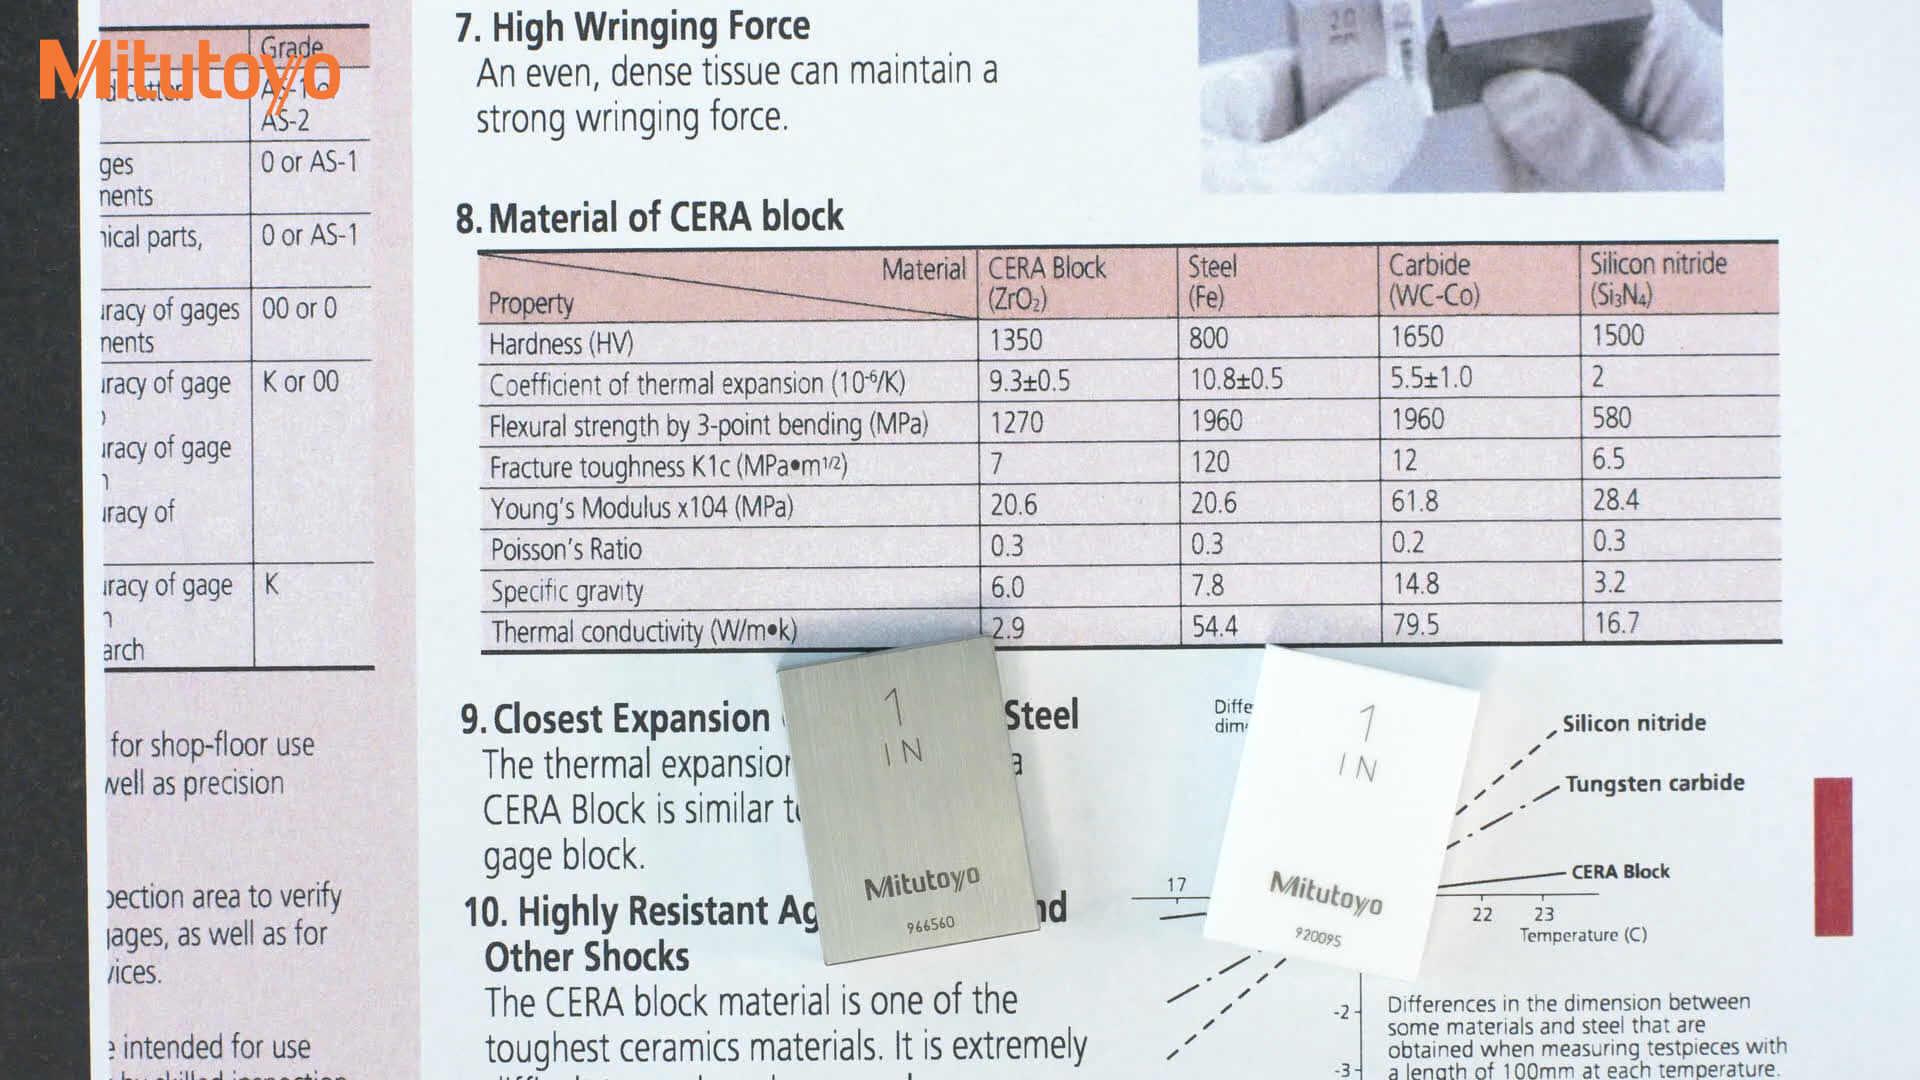 Mitutoyo
Grade
AS-2
ges
0 or AS-1
nents
nical parts,
0 or AS-1
uracy of gages
00 or 0
nents
uracy of gage
K or 00
uracy of gage
uracy of
uracy of gage
K
arch
for shop-floor use
well as precision
pection area to verify
gages, as well as for
vices.
e intended for use
7. High Wringing Force
An even, dense tissue can maintain a
strong wringing force.
8. Material of CERA block
Material
Property
CERA Block
(ZrO₂)
Steel
(Fe)
Carbide
(WC-Co)
Silicon nitride
(Si₃N₄)
Hardness (HV) 1350 800 1650 1500
Coefficient of thermal expansion (10⁻⁶/K) 9.3±0.5 10.8±0.5 5.5±1.0 2
Flexural strength by 3-point bending (MPa) 1270 1960 1960 580
Fracture toughness K1c (MPa•m¹/²) 7 120 12 6.5
Young's Modulus x104 (MPa) 20.6 20.6 61.8 28.4
Poisson's Ratio 0.3 0.3 0.2 0.3
Specific gravity 6.0 7.8 14.8 3.2
Thermal conductivity (W/m•k) 2.9 54.4 79.5 16.7
9. Closest Expansion Steel
The thermal expansion a
CERA Block is similar to
gage block.
10. Highly Resistant Ag nd
Other Shocks
The CERA block material is one of the
toughest ceramics materials. It is extremely
1
IN
Mitutoyo
966560
1
IN
Mitutoyo
920095
Diffe
dim
Silicon nitride
Tungsten carbide
CERA Block
17
22
23
Temperature (C)
-2
-3
Differences in the dimension between
some materials and steel that are
obtained when measuring testpieces with
a length of 100mm at each temperature.